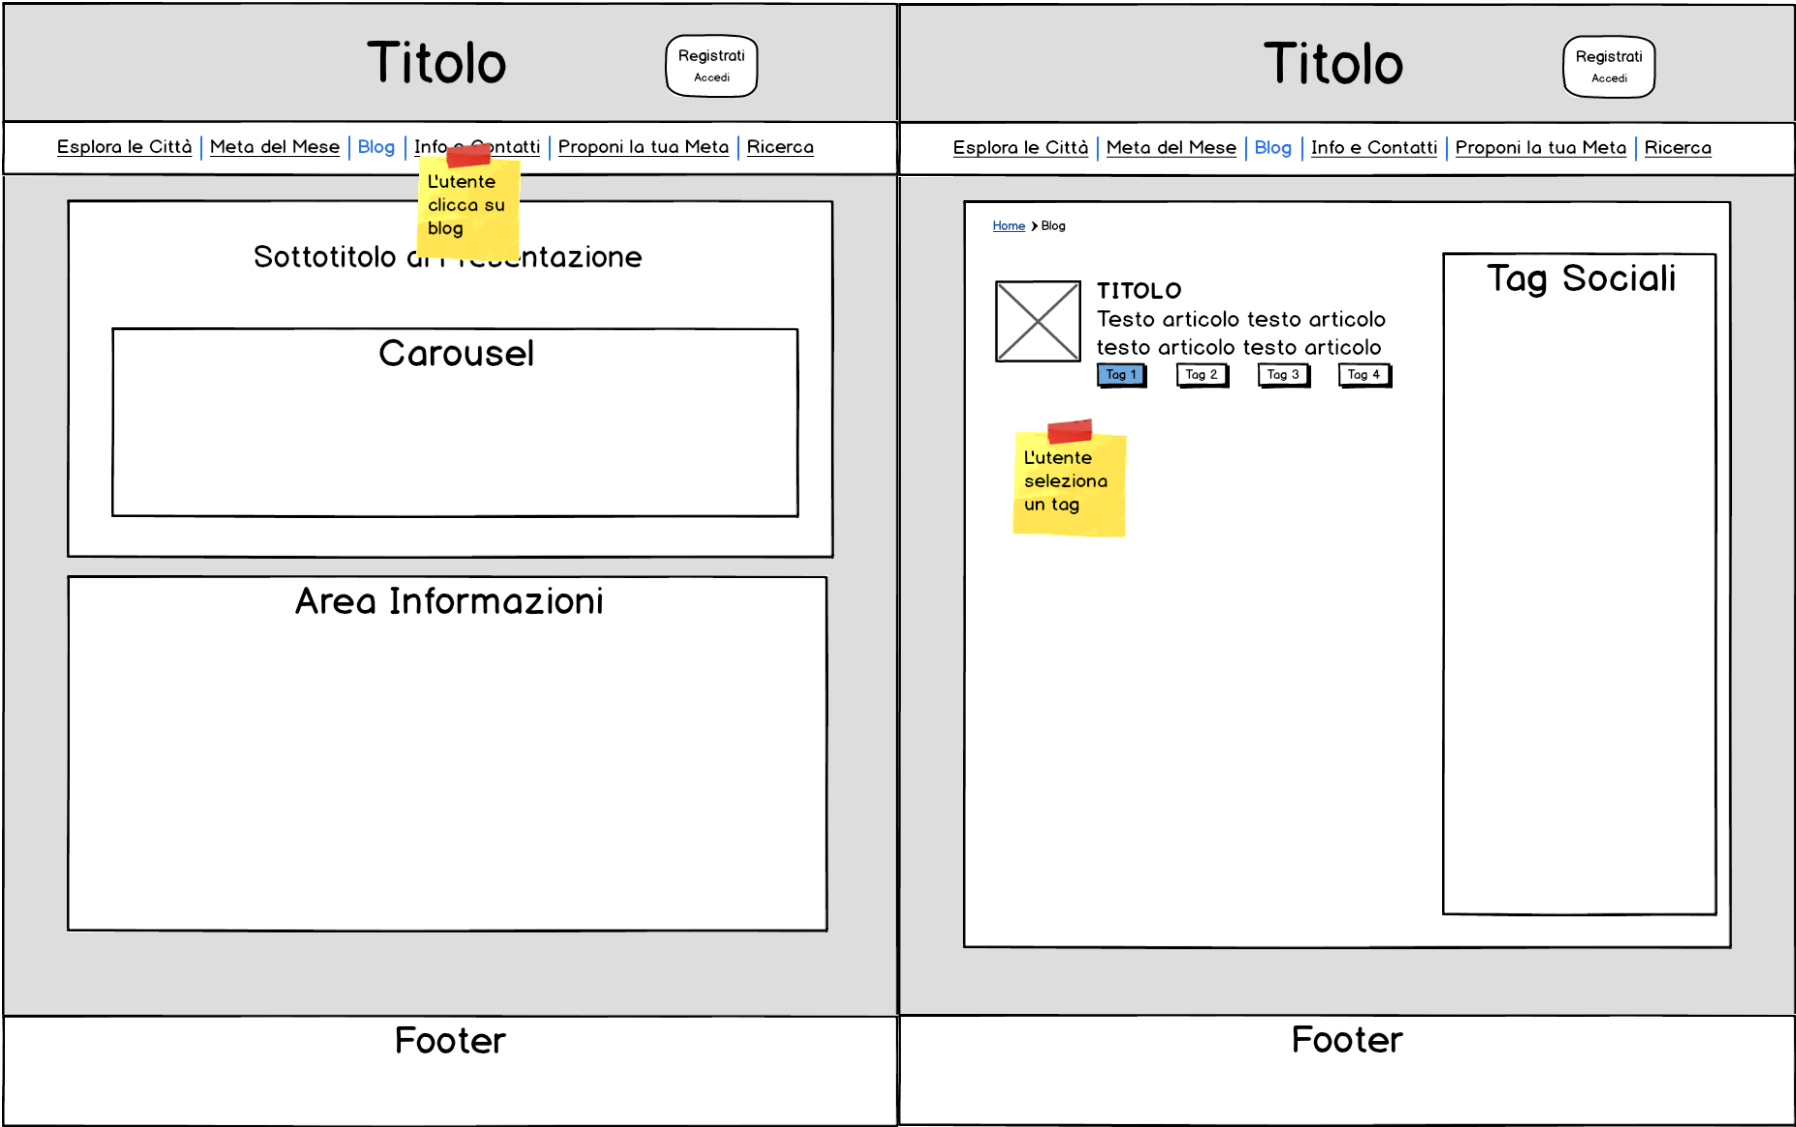 Titolo
Registrati
Accedi
Esplora le Città Meta del Mese Blog Info e Contatti Proponi la tua Meta Ricerca
L'utente
clicca su
blog
Sottotitolo di Presentazione
Carousel
Area Informazioni
Footer
Titolo
Registrati
Accedi
Esplora le Città Meta del Mese Blog Info e Contatti Proponi la tua Meta Ricerca
Home Blog
TITOLO
Testo articolo testo articolo
testo articolo testo articolo
Tag 1 Tag 2 Tag 3 Tag 4
L'utente
seleziona
un tag
Tag Sociali
Footer